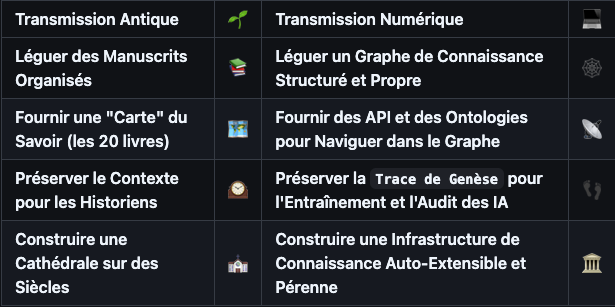 Transmission Antique
Transmission Numérique
Léguer des Manuscrits
Organisés
Léguer un Graphe de Connaissance
Structuré et Propre
Fournir une "Carte" du
Savoir (les 20 livres)
Fournir des API et des Ontologies
pour Naviguer dans le Graphe
Préserver le Contexte
pour les Historiens
Préserver la Trace de Genèse pour
l'Entraînement et l'Audit des IA
Construire une
Cathédrale sur des
Siècles
Construire une Infrastructure de
Connaissance Auto-Extensible et
Pérenne